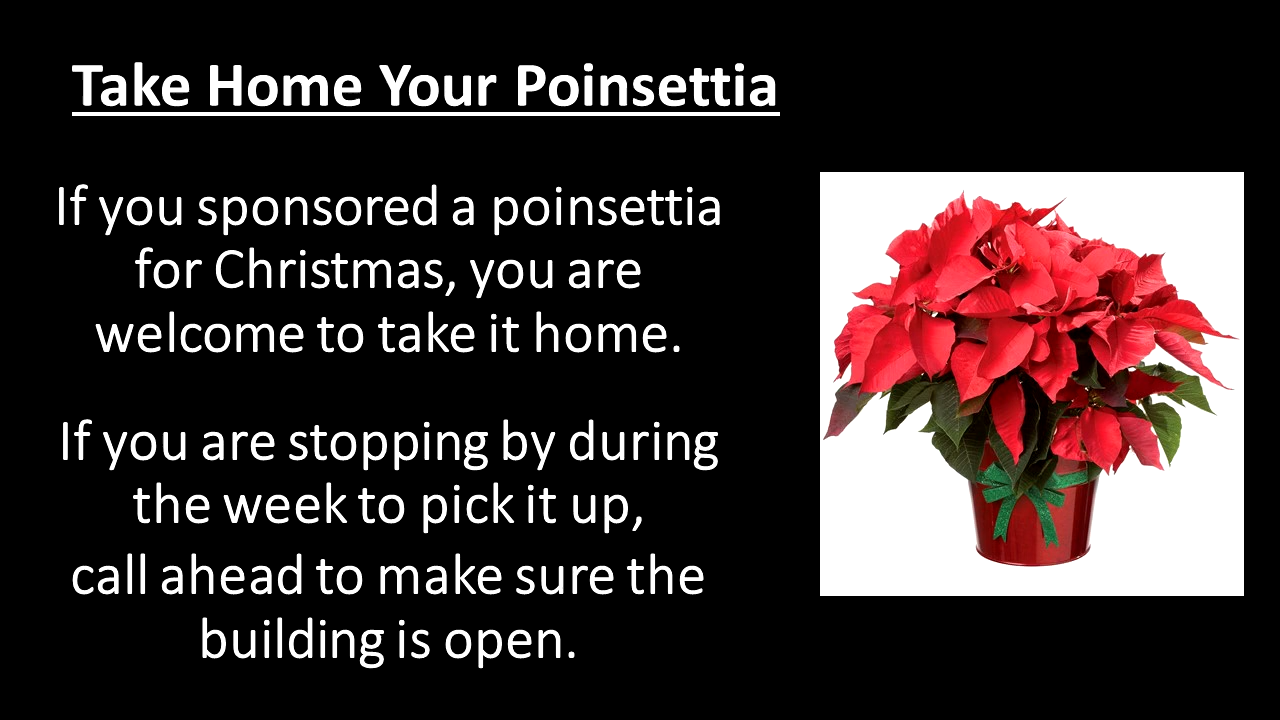 Take Home Your Poinsettia
If you sponsored a poinsettia
for Christmas, you are
welcome to take it home.
If you are stopping by during
the week to pick it up,
call ahead to make sure the
building is open.